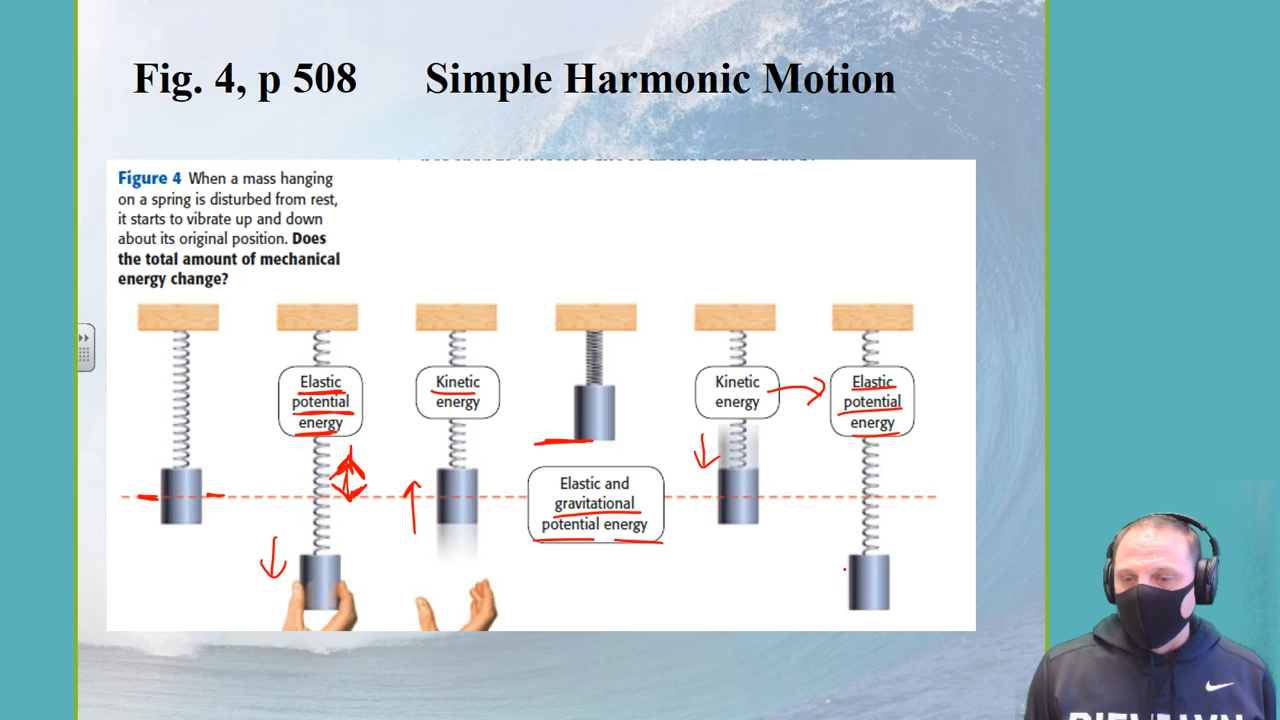 Fig. 4, p 508 Simple Harmonic Motion
Figure 4 When a mass hanging
on a spring is disturbed from rest,
it starts to vibrate up and down
about its original position. Does
the total amount of mechanical
energy change?
Elastic
potential
energy
Kinetic
energy
Elastic and
gravitational
potential energy
Kinetic
energy
Elastic
potential
energy